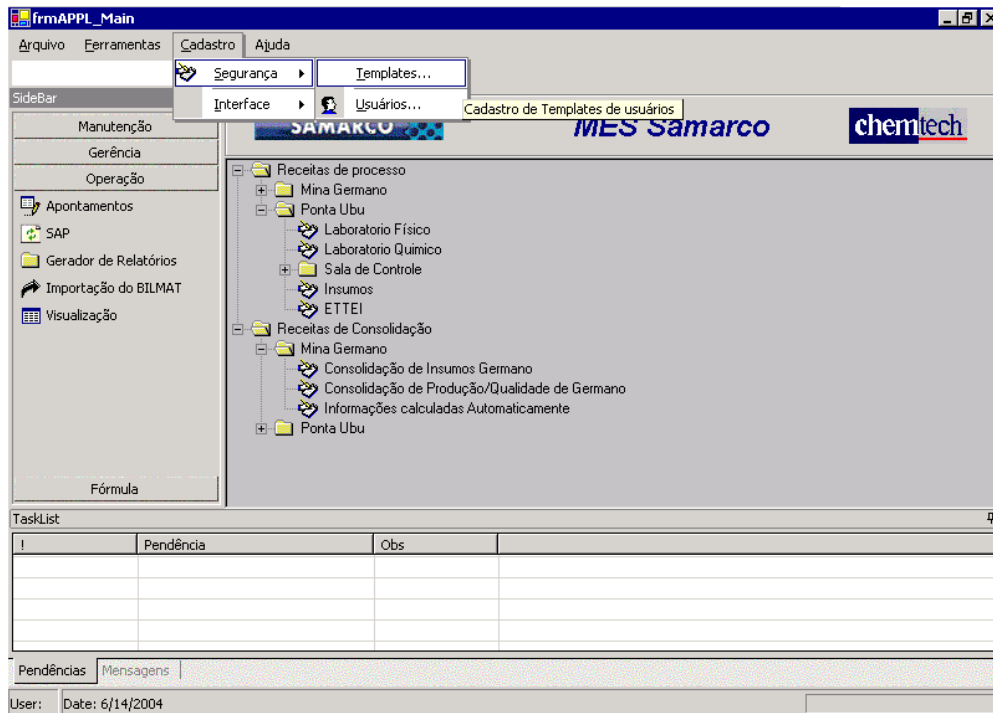 frmAPPL_Main
Arquivo Ferramentas Cadastro Ajuda
Segurança Templates...
Interface Usuários...
Cadastro de Templates de usuários
SideBar
Manutenção
Gerência
Operação
Apontamentos
SAP
Gerador de Relatórios
Importação do BILMAT
Visualização
Fórmula
SAMARCO
MES Samarco
chemtech
Receitas de processo
Mina Germano
Ponta Ubu
Laboratorio Físico
Laboratorio Quimico
Sala de Controle
Insumos
ETTEI
Receitas de Consolidação
Mina Germano
Consolidação de Insumos Germano
Consolidação de Produção/Qualidade de Germano
Informações calculadas Automaticamente
Ponta Ubu
TaskList
! Pendência Obs
Pendências Mensagens
User: Date: 6/14/2004